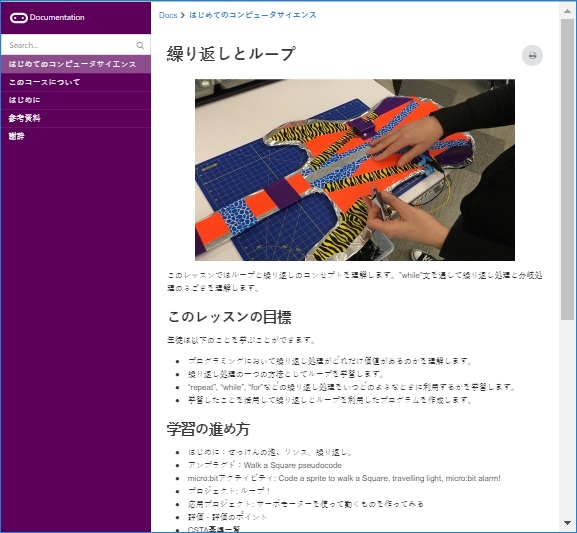 Documentation
Docs > はじめてのコンピュータサイエンス
Search...
はじめてのコンピュータサイエンス
このコースについて
はじめに
参考資料
謝辞
繰り返しとループ
このレッスンではループと繰り返しのコンセプトを理解します。"while"文を通して繰り返し処理と分岐処
理のよごきを理解します。
このレッスンの目標
生徒は以下のことを学ぶことができます。
プログラミングにおいて繰り返し処理がどれだけ価値があるのかを理解します。
繰り返し処理の一つの方法としてループを学習します。
"repeat", "while", "for"などの繰り返し処理をいつどのようなときに利用するかを学習します。
学習したことを活用して繰り返しとループを利用したプログラムを作成します。
学習の進め方
はじめに：せっけんの泡、リンス、繰り返し。
アンプラグド：Walk a Square pseudocode
micro:bitアクティビティ: Code a sprite to walk a Square, travelling light, micro:bit alarm!
プロジェクト: ループ！
応用プロジェクト: サーボモーターを使って動くものを作ってみる
評価・評価のポイント
CSTA基準一覧